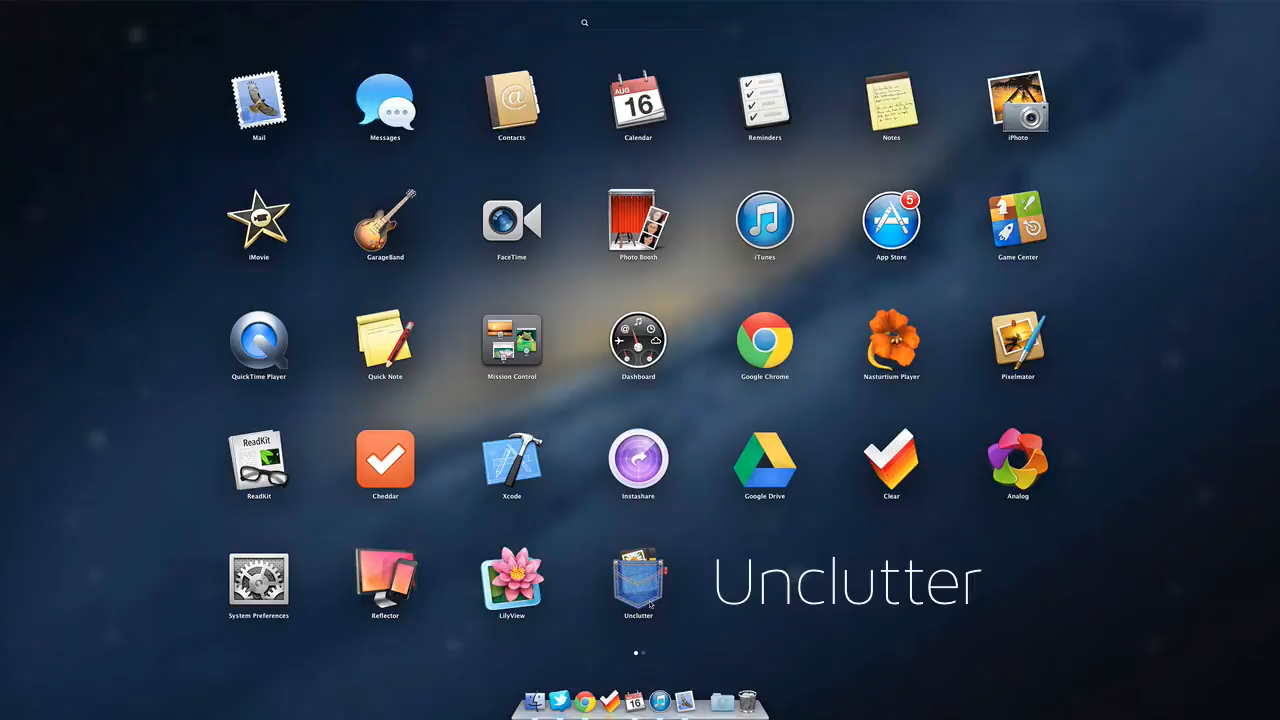 Mail
Messages
Contacts
AUG
16
Calendar
Reminders
Notes
iPhoto
iMovie
GarageBand
FaceTime
Photo Booth
iTunes
5
App Store
Game Center
QuickTime Player
Quick Note
Mission Control
Dashboard
Google Chrome
Nasturtium Player
Pixelmator
ReadKit
ReadKit
Cheddar
Xcode
Instashare
Google Drive
Clear
Analog
System Preferences
Reflector
LilyView
Unclutter
Unclutter
16